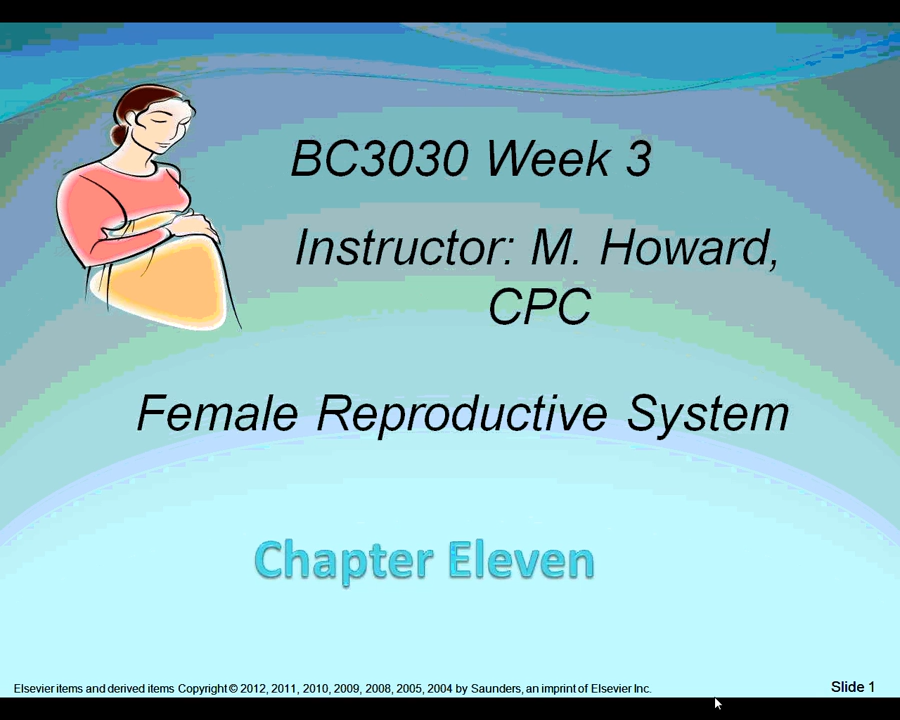 BC3030 Week 3
Instructor: M. Howard,
CPC
Female Reproductive System
Chapter Eleven
Elsevier items and derived items Copyright © 2012, 2011, 2010, 2009, 2008, 2005, 2004 by Saunders, an imprint of Elsevier Inc.
Slide 1